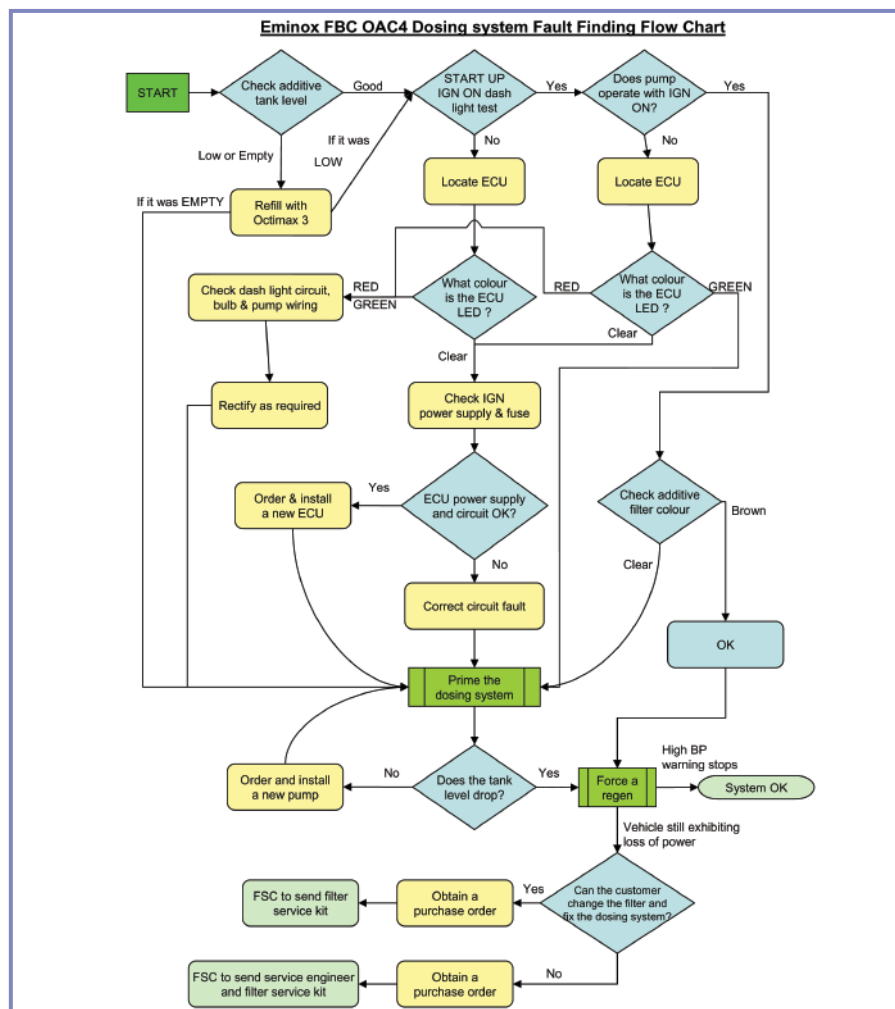 Eminox FBC OAC4 Dosing system Fault Finding Flow Chart
START
Check additive
tank level
Good
START UP
IGN ON dash
light test
Yes
Does pump
operate with IGN
ON?
Yes
If it was
LOW
Low or Empty
No
No
If it was EMPTY
Refill with
Octimax 3
Locate ECU
Locate ECU
Check dash light circuit,
bulb & pump wiring
RED
GREEN
What colour
is the ECU
LED ?
RED
What colour
is the ECU
LED ?
GREEN
Clear
Clear
Rectify as required
Check IGN
power supply & fuse
Order & install
a new ECU
Yes
ECU power supply
and circuit OK?
Check additive
filter colour
Brown
No
Clear
Correct circuit fault
OK
Prime the
dosing system
Order and install
a new pump
No
Does the tank
level drop?
Yes
Force a
regen
High BP
warning stops
System OK
Vehicle still exhibiting
loss of power
FSC to send filter
service kit
Obtain a
purchase order
Yes
Can the customer
change the filter and
fix the dosing system?
FSC to send service engineer
and filter service kit
Obtain a
purchase order
No